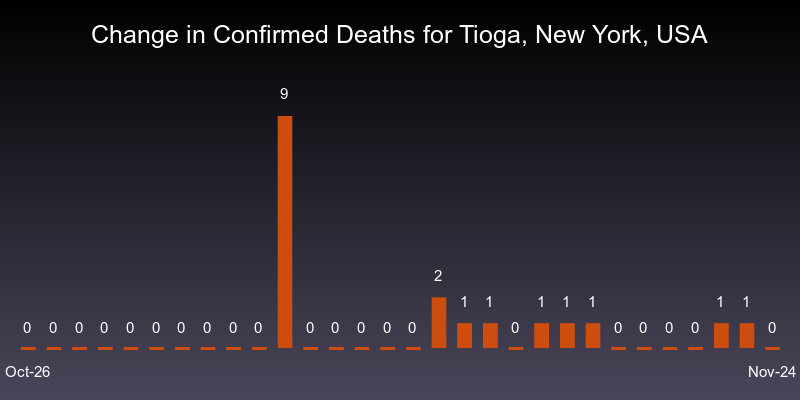 Change in Confirmed Deaths for Tioga, New York, USA
9
2
0 0 0 0 0 0 0 0 0 0 0 0 0 0 0 1 1 0 1 1 1 0 0 0 0 1 1 0
Oct-26 Nov-24